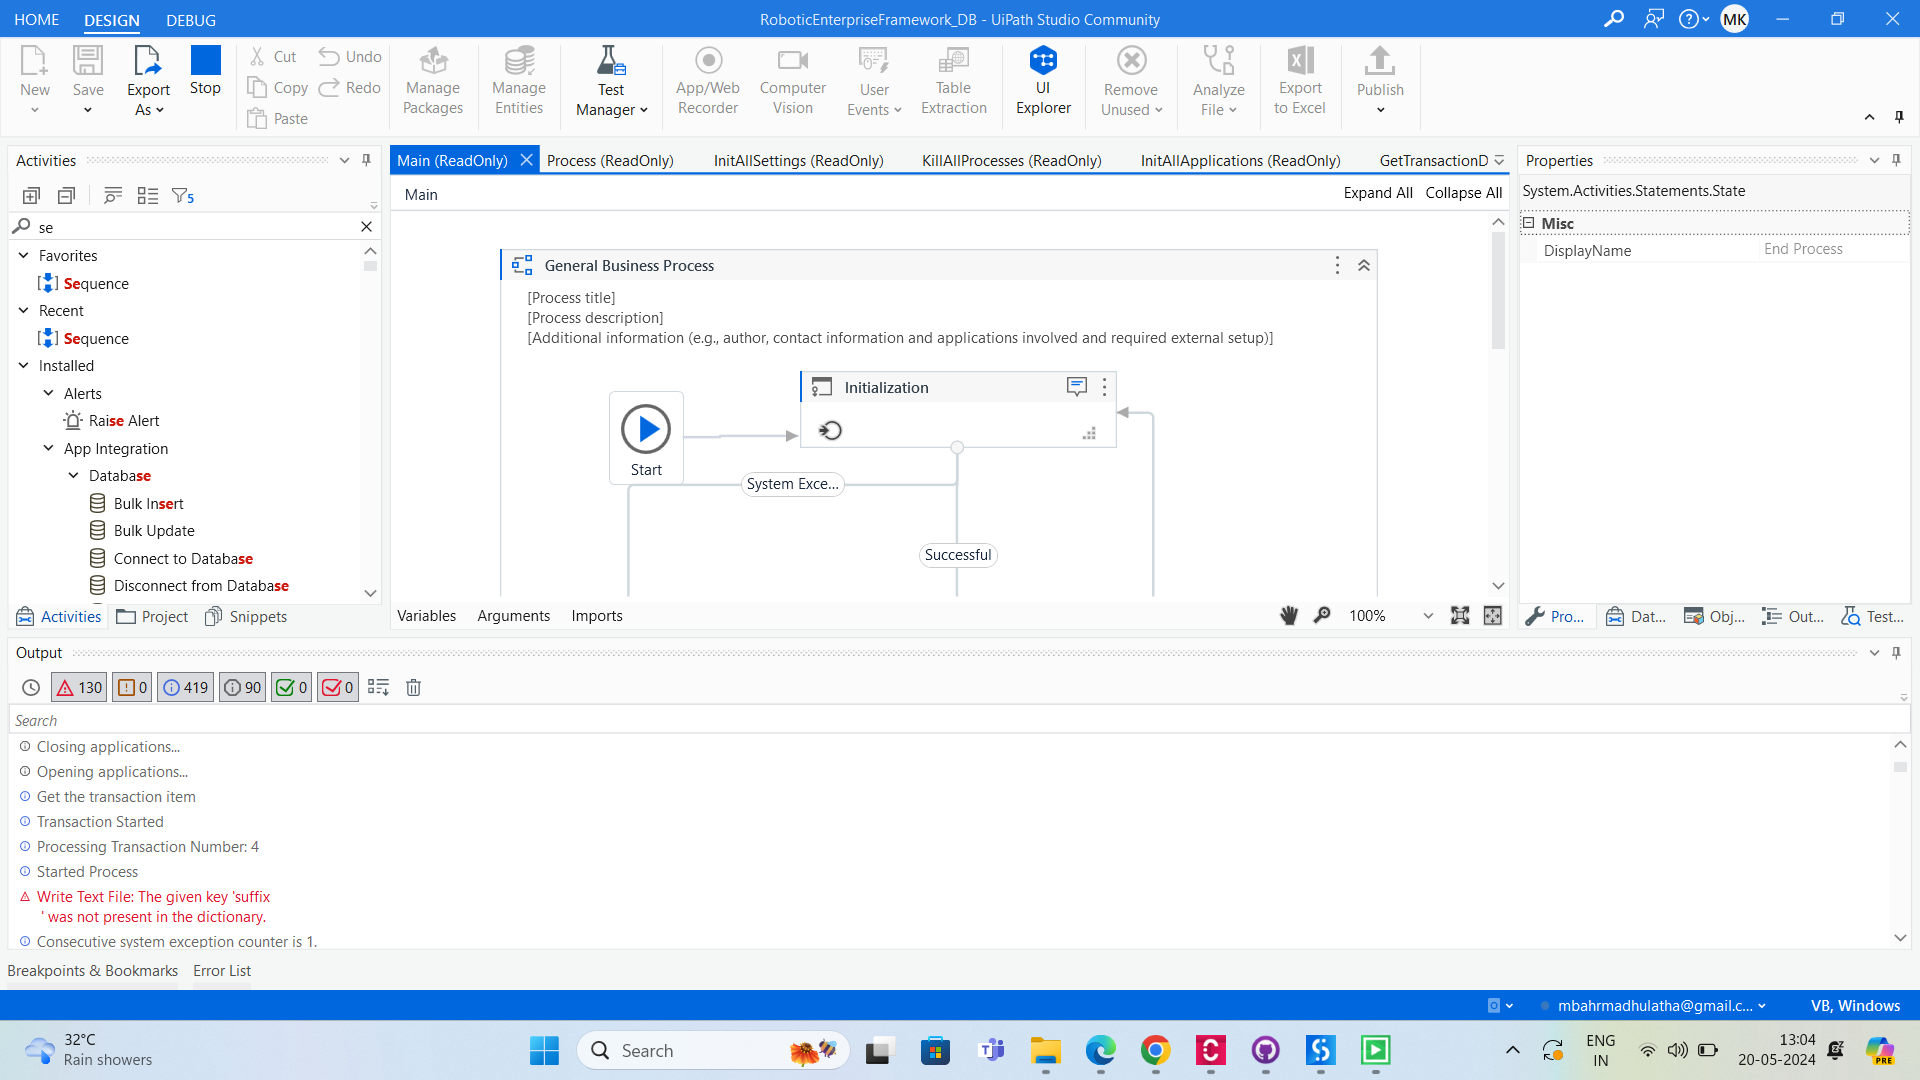 HOME DESIGN DEBUG
RoboticEnterpriseFramework_DB - UiPath Studio Community
MK
New
Save
Export As
Stop
Cut
Copy
Paste
Undo
Redo
Manage Packages
Manage Entities
Test Manager
App/Web Recorder
Computer Vision
User Events
Table Extraction
UI Explorer
Remove Unused
Analyze File
Export to Excel
Publish
Activities
5
se
Favorites
Sequence
Recent
Sequence
Installed
Alerts
Raise Alert
App Integration
Database
Bulk Insert
Bulk Update
Connect to Database
Disconnect from Database
Activities Project Snippets
Main (ReadOnly) Process (ReadOnly) InitAllSettings (ReadOnly) KillAllProcesses (ReadOnly) InitAllApplications (ReadOnly) GetTransactionD
Main
Expand All Collapse All
General Business Process
[Process title]
[Process description]
[Additional information (e.g., author, contact information and applications involved and required external setup)]
Initialization
Start
System Exce...
Successful
Variables Arguments Imports
100%
Properties
System.Activities.Statements.State
Misc
DisplayName End Process
Pro... Dat... Obj... Out... Test...
Output
130 0 419 90 0 0
Search
Closing applications...
Opening applications...
Get the transaction item
Transaction Started
Processing Transaction Number: 4
Started Process
Write Text File: The given key 'suffix
' was not present in the dictionary.
Consecutive system exception counter is 1.
Breakpoints & Bookmarks Error List
mbahrmadhulatha@gmail.c... VB, Windows
32°C
Rain showers
Search
ENG
IN
13:04
20-05-2024
PRE